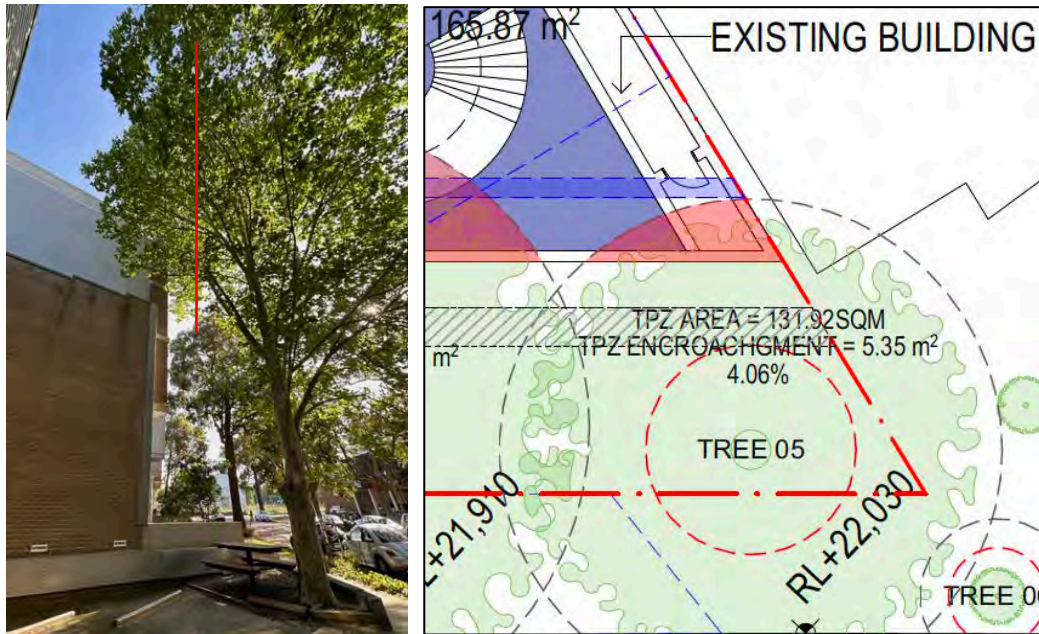 165.87 m²
EXISTING BUILDING
TPZ AREA = 131.92SQM
TPZ ENCROACHGMENT = 5.35 m²
4.06%
m²
TREE 05
+21,910
RL+22,030
TREE 0